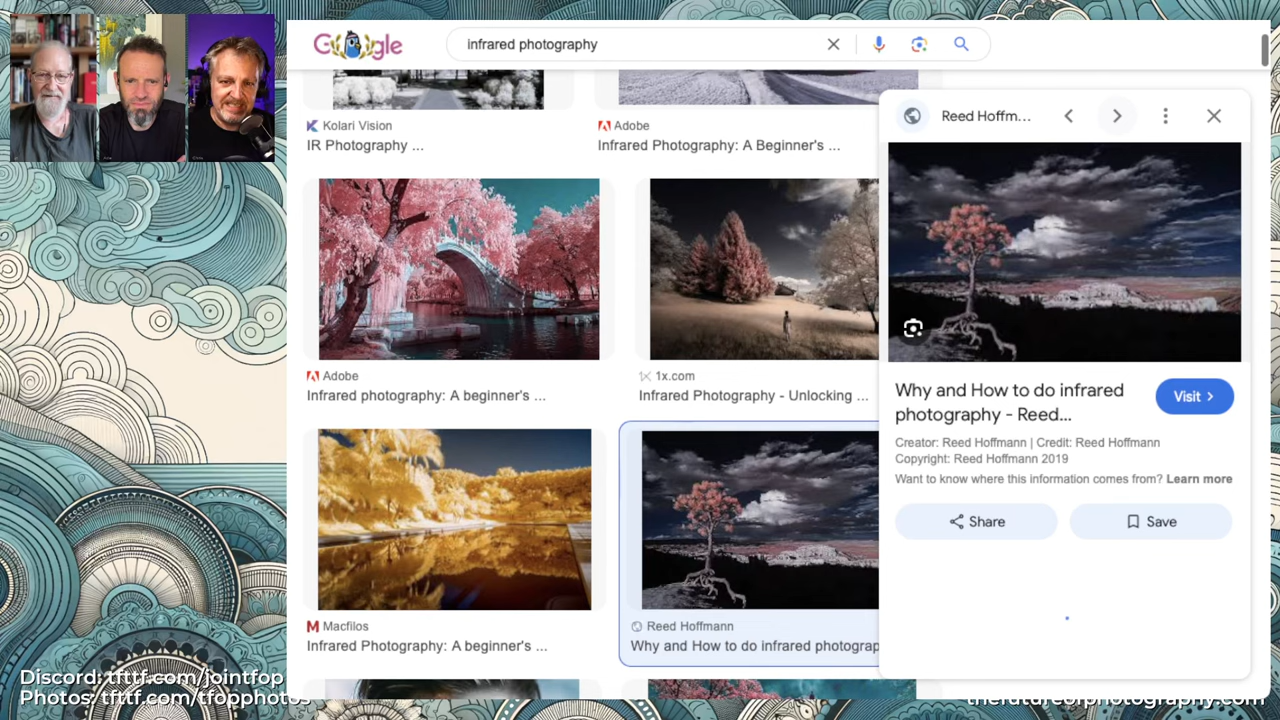 Google
infrared photography
Kolari Vision
IR Photography ...
Adobe
Infrared Photography: A Beginner's ...
Adobe
Infrared photography: A beginner's ...
1x.com
Infrared Photography - Unlocking ...
Macfilos
Infrared Photography: A beginner's ...
Reed Hoffmann
Why and How to do infrared photograp
Reed Hoffm...
Why and How to do infrared
photography - Reed...
Visit
Creator: Reed Hoffmann | Credit: Reed Hoffmann
Copyright: Reed Hoffmann 2019
Want to know where this information comes from? Learn more
Share
Save
Discord: tfttf.com/jointfop
Photos: tfttf.com/tfopphotos
thefutureofphotography.com